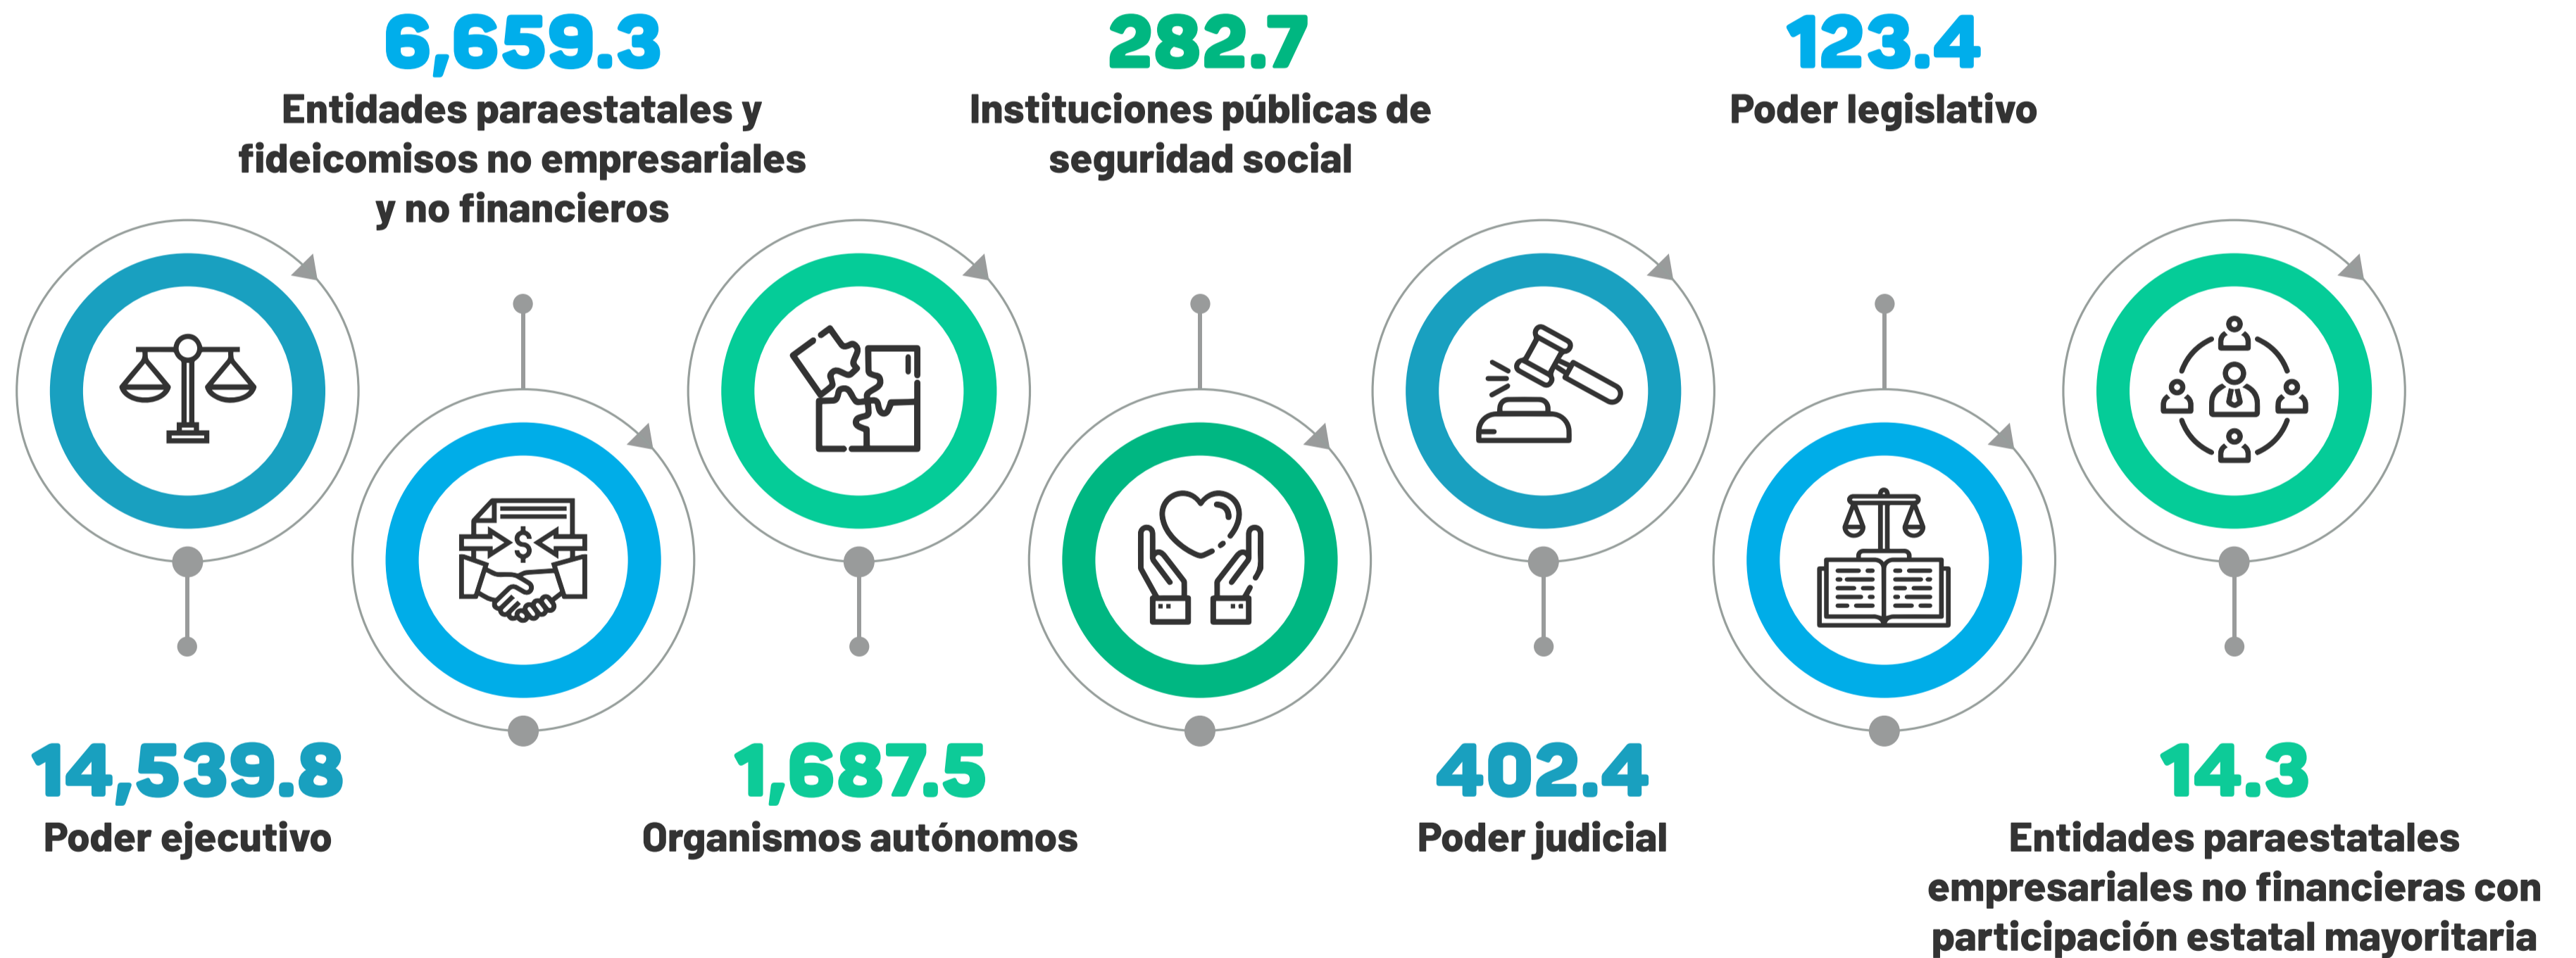 6,659.3
Entidades paraestatales y
fideicomisos no empresariales
y no financieros
282.7
Instituciones públicas de
seguridad social
123.4
Poder legislativo
$
14,539.8
Poder ejecutivo
1,687.5
Organismos autónomos
402.4
Poder judicial
14.3
Entidades paraestatales
empresariales no financieras con
participación estatal mayoritaria